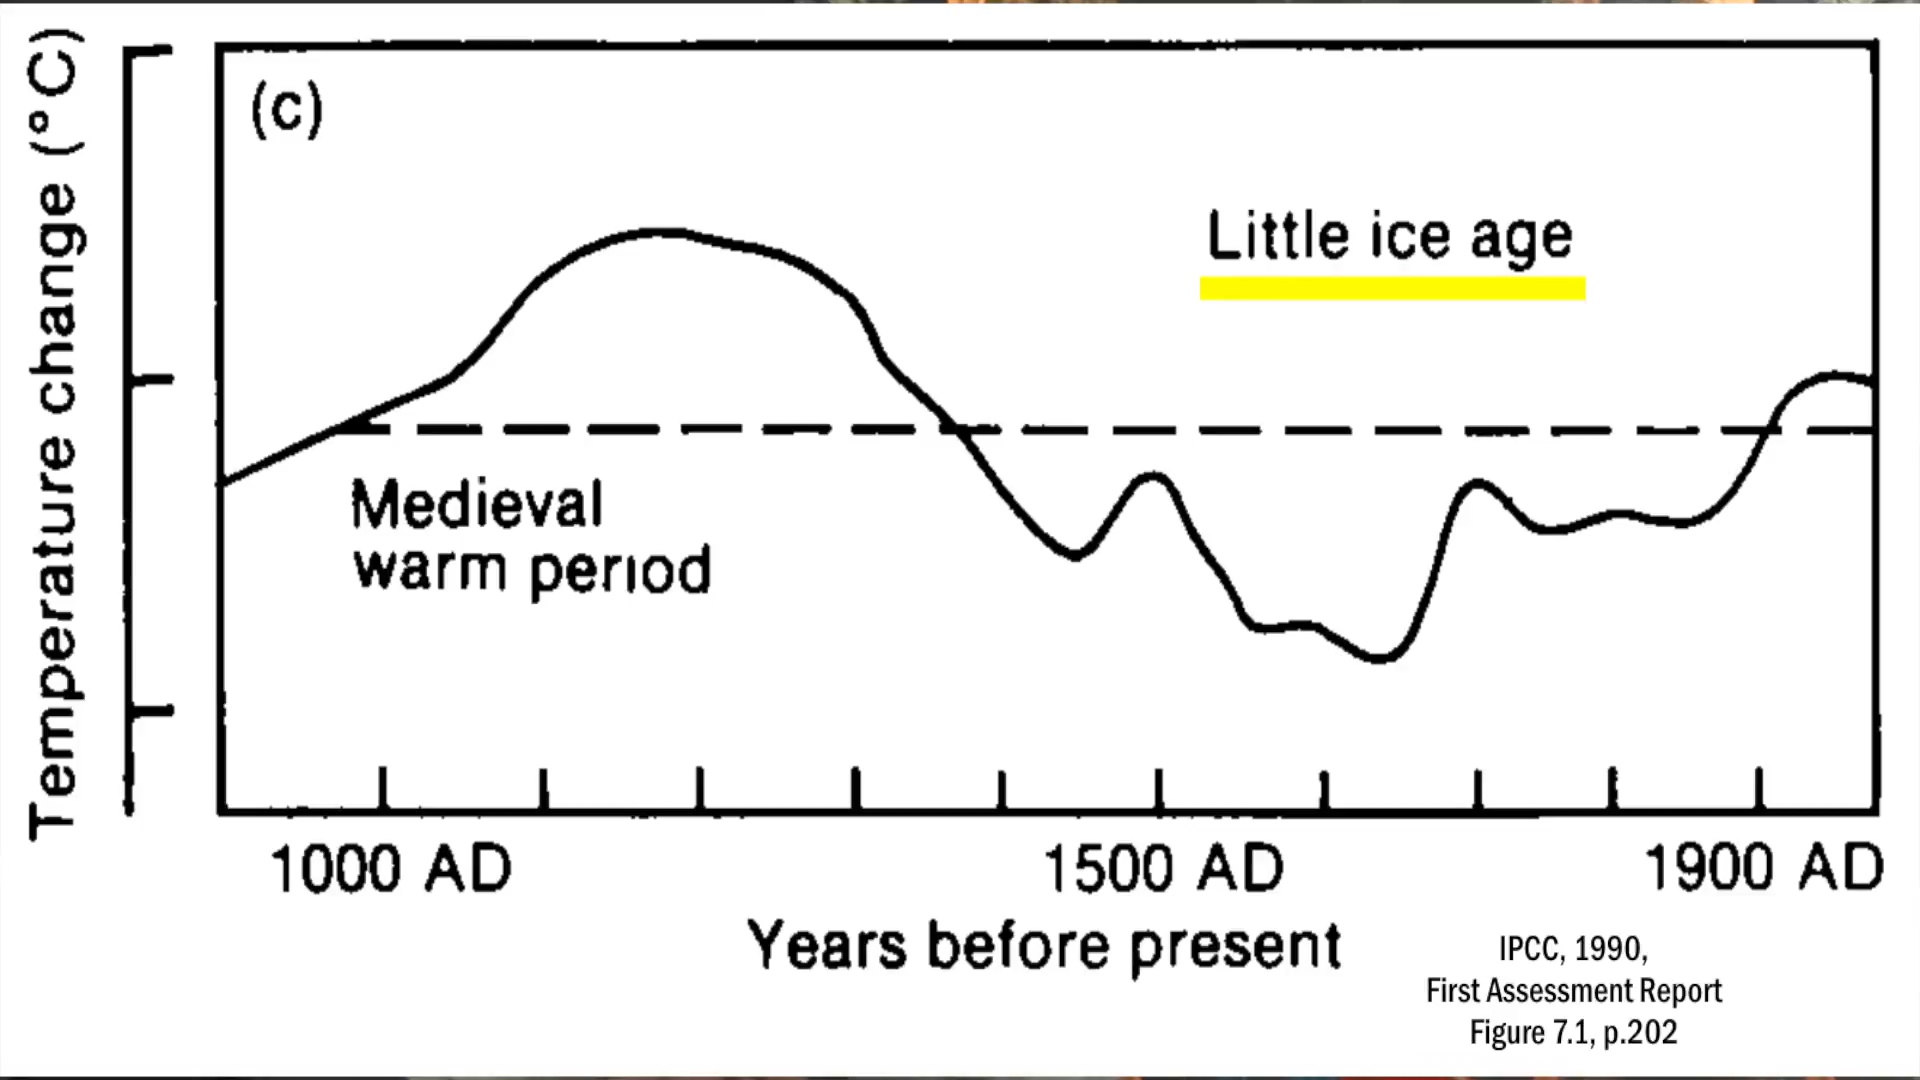 Temperature change (°C)
(c)
Little ice age
Medieval
warm period
1000 AD
1500 AD
1900 AD
Years before present
IPCC, 1990,
First Assessment Report
Figure 7.1, p.202